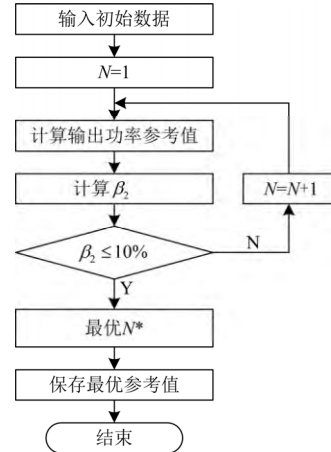 输入初始数据
N=1
计算输出功率参考值
计算β₂
N=N+1
β₂≤10%
N
Y
最优N*
保存最优参考值
结束